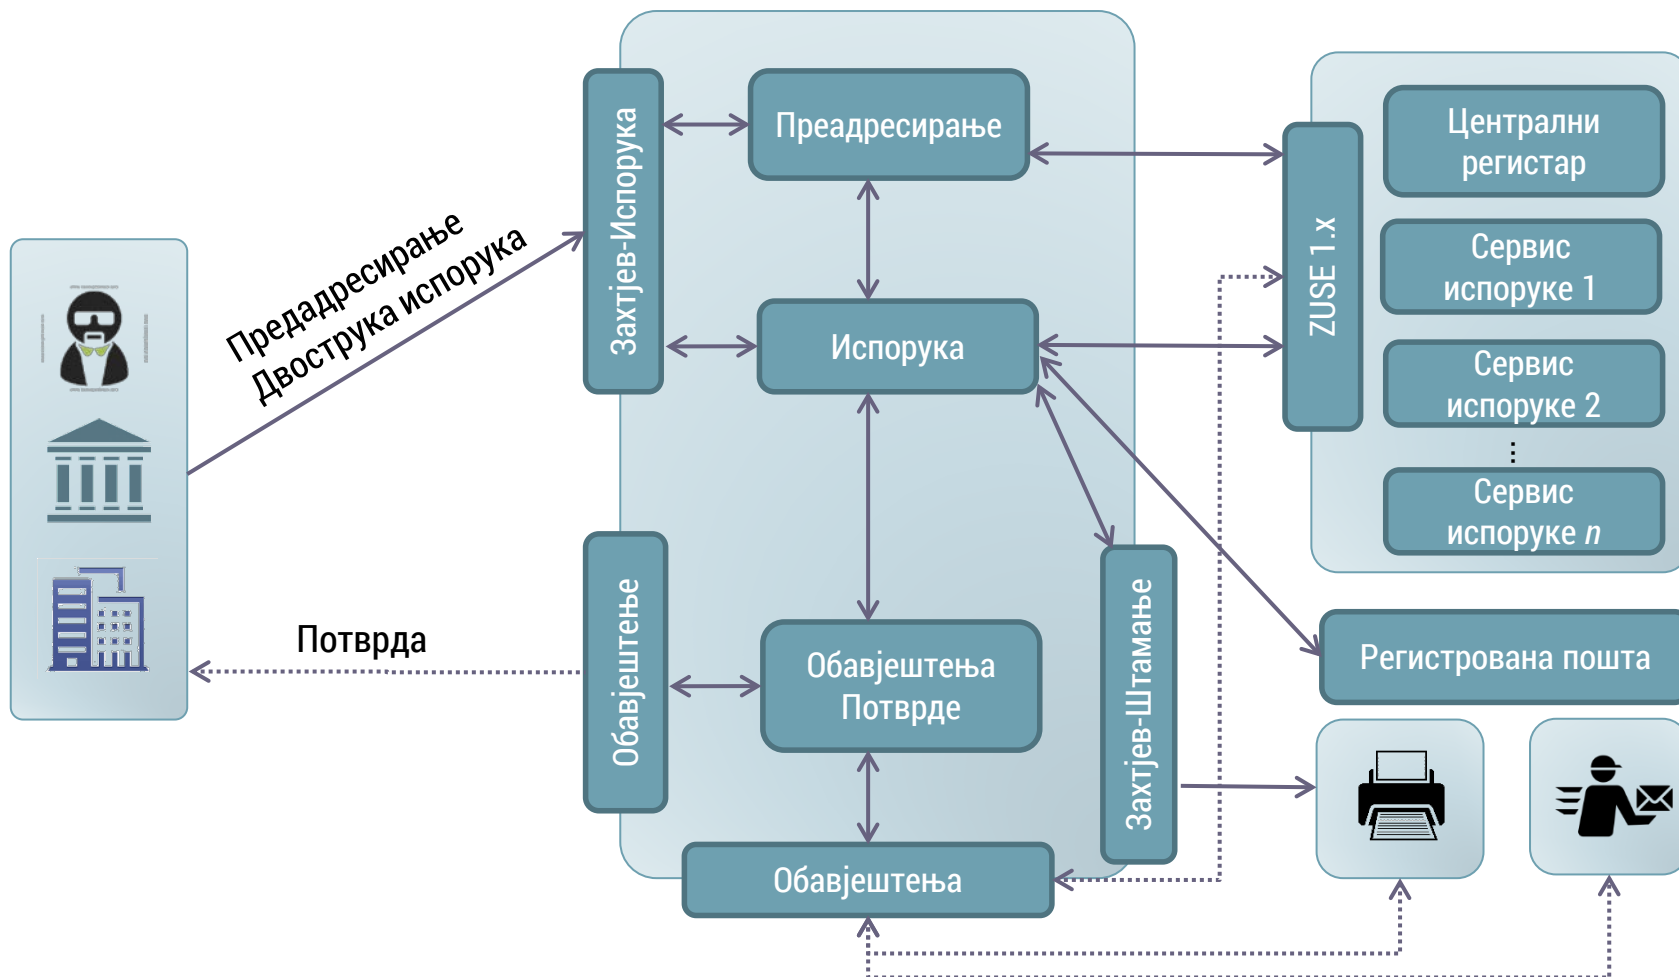 Предадресирање
Двострука испорука
Потврда
Захтјев-Испорука
Обавјештење
Преадресирање
Испорука
Обавјештења
Потврде
Обавјештења
Захтјев-Штамање
ZUSE 1.x
Централни
регистар
Сервис
испоруке 1
Сервис
испоруке 2
...
Сервис
испоруке n
Регистрована пошта